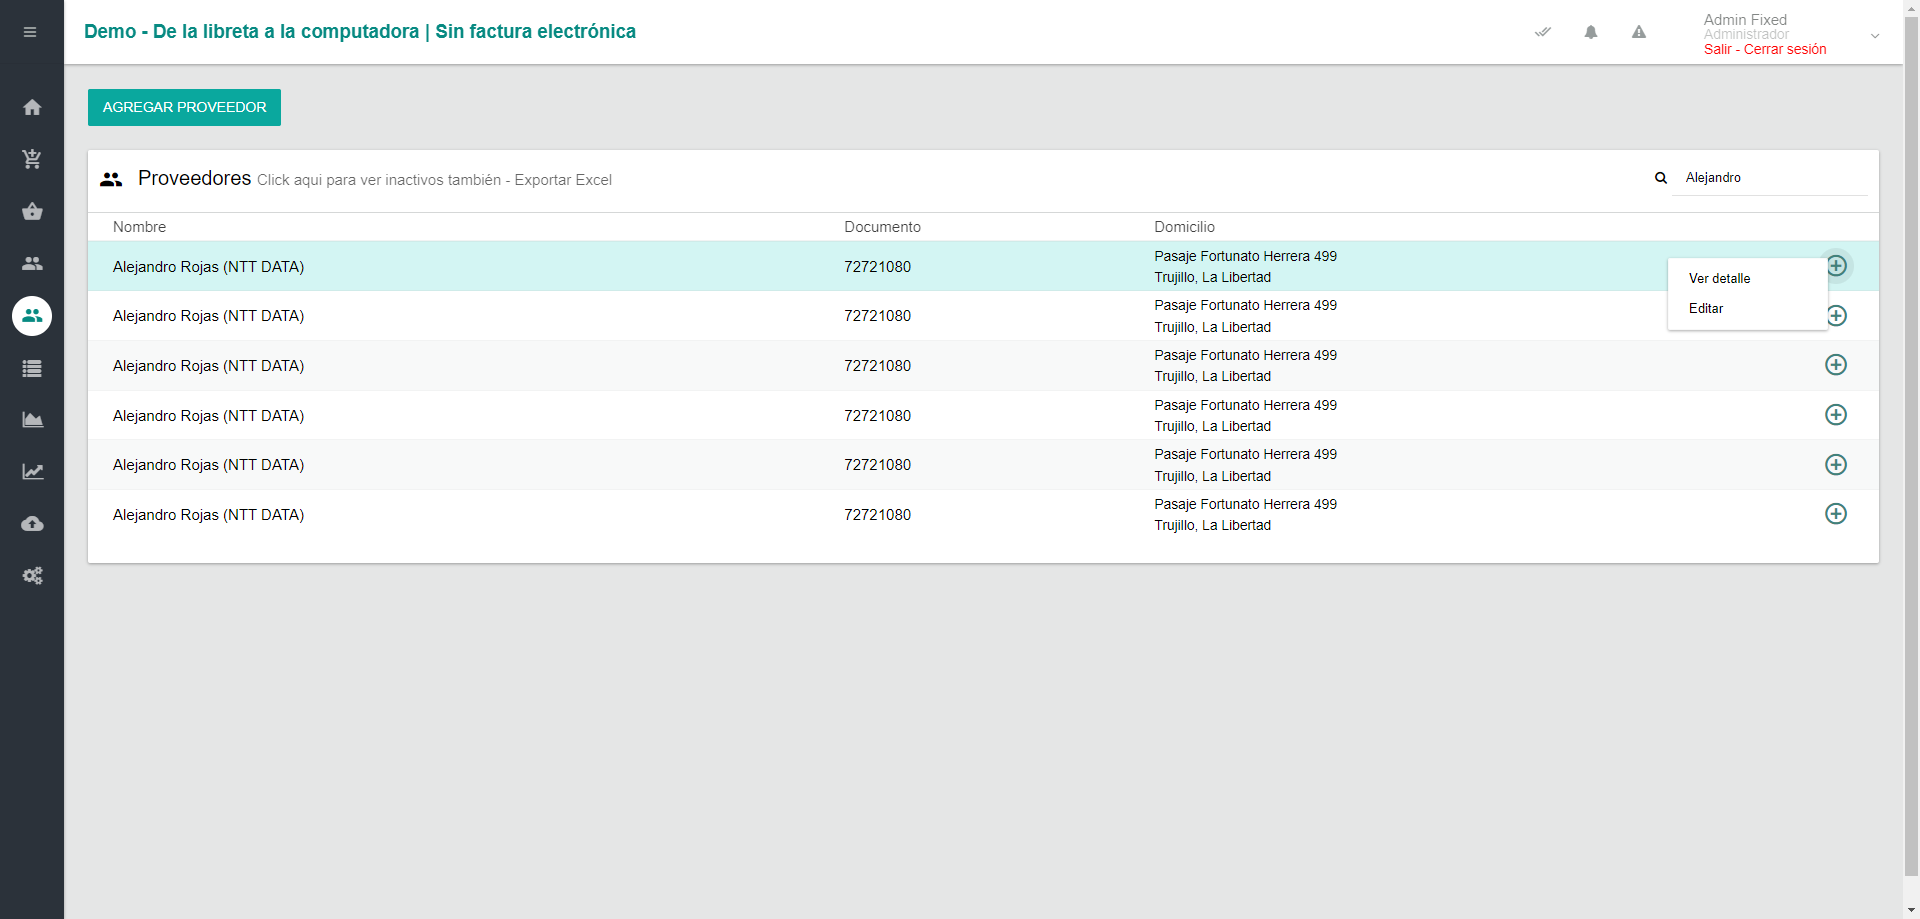 Demo - De la libreta a la computadora | Sin factura electrónica
Admin Fixed
Administrador
Salir - Cerrar sesión
AGREGAR PROVEEDOR
Proveedores Click aqui para ver inactivos también - Exportar Excel
Alejandro
Nombre Documento Domicilio
Alejandro Rojas (NTT DATA) 72721080 Pasaje Fortunato Herrera 499
Trujillo, La Libertad
Ver detalle
Editar
Alejandro Rojas (NTT DATA) 72721080 Pasaje Fortunato Herrera 499
Trujillo, La Libertad
Alejandro Rojas (NTT DATA) 72721080 Pasaje Fortunato Herrera 499
Trujillo, La Libertad
Alejandro Rojas (NTT DATA) 72721080 Pasaje Fortunato Herrera 499
Trujillo, La Libertad
Alejandro Rojas (NTT DATA) 72721080 Pasaje Fortunato Herrera 499
Trujillo, La Libertad
Alejandro Rojas (NTT DATA) 72721080 Pasaje Fortunato Herrera 499
Trujillo, La Libertad